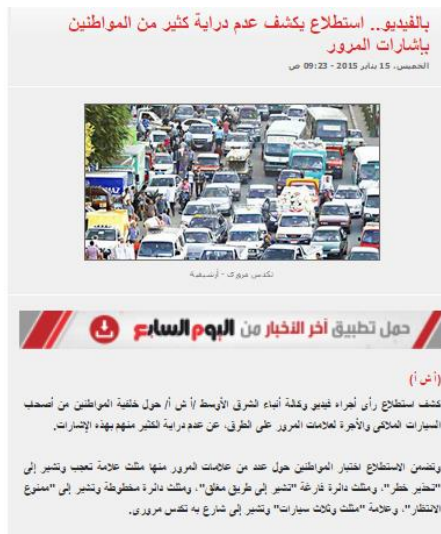 بالفيديو.. استطلاع يكشف عدم دراية كثير من المواطنين
بإشارات المرور
الخميس، 15 يناير 2015 - 09:23 ص
تكدس مرورى - أرشيفية
حمل تطبيق آخر الأخبار من اليوم السابع
(أ ش أ)
كشف استطلاع رأى أجراه فيديو وكالة أنباء الشرق الأوسط /أ ش أ/ حول خلفية المواطنين من أصحاب
السيارات الملاكى والأجرة لعلامات المرور على الطرق، عن عدم دراية الكثير منهم بهذه الإشارات.
وتضمن الاستطلاع اختبار المواطنين حول عدد من علامات المرور منها مثلث علامة تعجب وتشير إلى
"تحذير خطر"، ومثلث دائرة فارغة "تشير إلى طريق مغلق"، ومثلث دائرة مخطوطة وتشير إلى "ممنوع
الانتظار"، وعلامة "مثلث وثلاث سيارات" وتشير إلى شارع به تكدس مرورى.